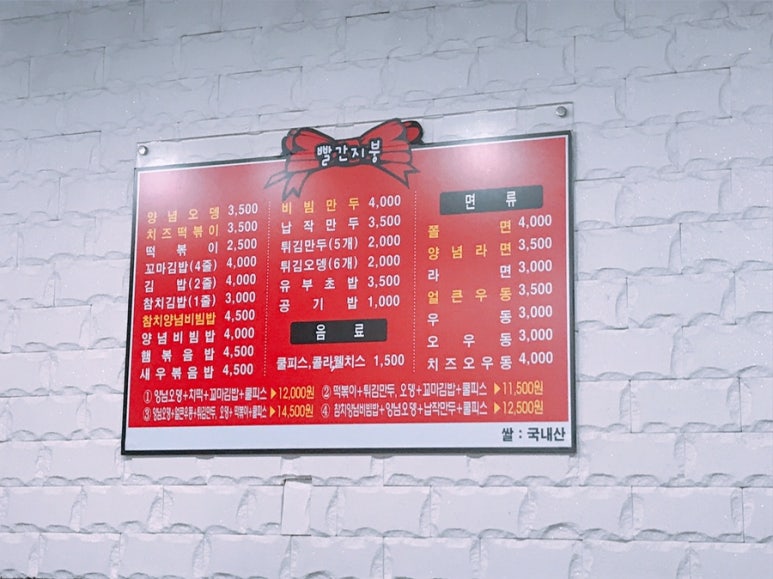 빨간지붕
양념오뎅 3,500
치즈떡볶이 3,500
떡볶이 2,500
꼬마김밥(4줄) 4,000
김밥(2줄) 4,000
참치김밥(1줄) 3,000
참치양념비빔밥 4,500
양념비빔밥 4,000
햄볶음밥 4,500
새우볶음밥 4,500
비빔만두 4,000
납작만두 3,500
튀김만두(5개) 2,000
튀김오뎅(6개) 2,000
유부초밥 3,500
공기밥 1,000
음료
쿨피스,콜라웰치스 1,500
면류
쫄면 4,000
양념라면 3,500
라면 3,000
얼큰우동 3,500
우동 3,000
오우동 3,000
치즈오우동 4,000
① 양념오뎅+치떡+꼬마김밥+쿨피스 ▶12,000원
② 떡볶이+튀김만두, 오뎅+꼬마김밥+쿨피스 ▶11,500원
③ 양념오뎅+얼큰우동+튀김만두, 오뎅+떡볶이+쿨피스 ▶14,500원
④ 참치양념비빔밥+양념오뎅+납작만두+쿨피스 ▶12,500원
쌀 : 국내산